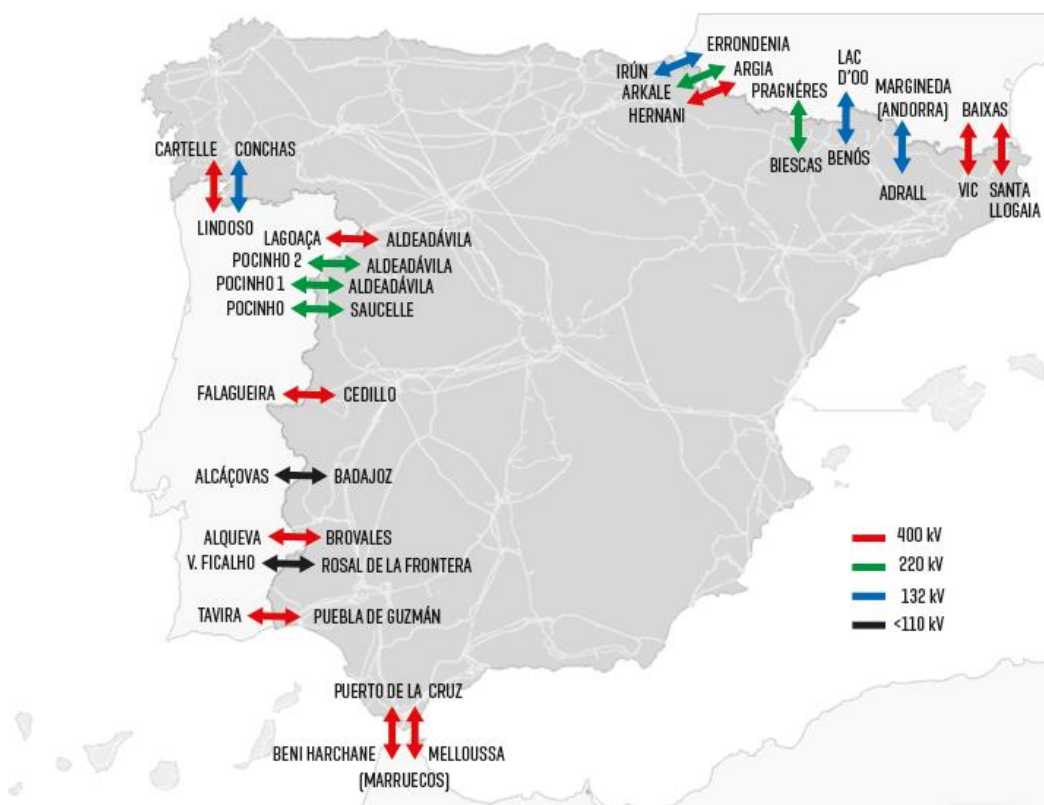 ERRONDENIA
IRÚN
ARGIA
ARKALE
HERNANI
PRAGNÉRES
BIESCAS
LAC
D'OO
BENÓS
MARGINEDA
(ANDORRA)
ADRALL
BAIXAS
VIC
SANTA
LLOGAIA
CARTELLE
CONCHAS
LINDOSO
LAGOAÇA
ALDEADÁVILA
POCINHO 2
ALDEADÁVILA
POCINHO 1
ALDEADÁVILA
POCINHO
SAUCELLE
FALAGUEIRA
CEDILLO
ALCÁÇOVAS
BADAJOZ
ALQUEVA
BROVALES
V. FICALHO
ROSAL DE LA FRONTERA
TAVIRA
PUEBLA DE GUZMÁN
PUERTO DE LA CRUZ
BENI HARCHANE
MELLOUSSA
(MARRUECOS)
400 kV
220 kV
132 kV
<110 kV